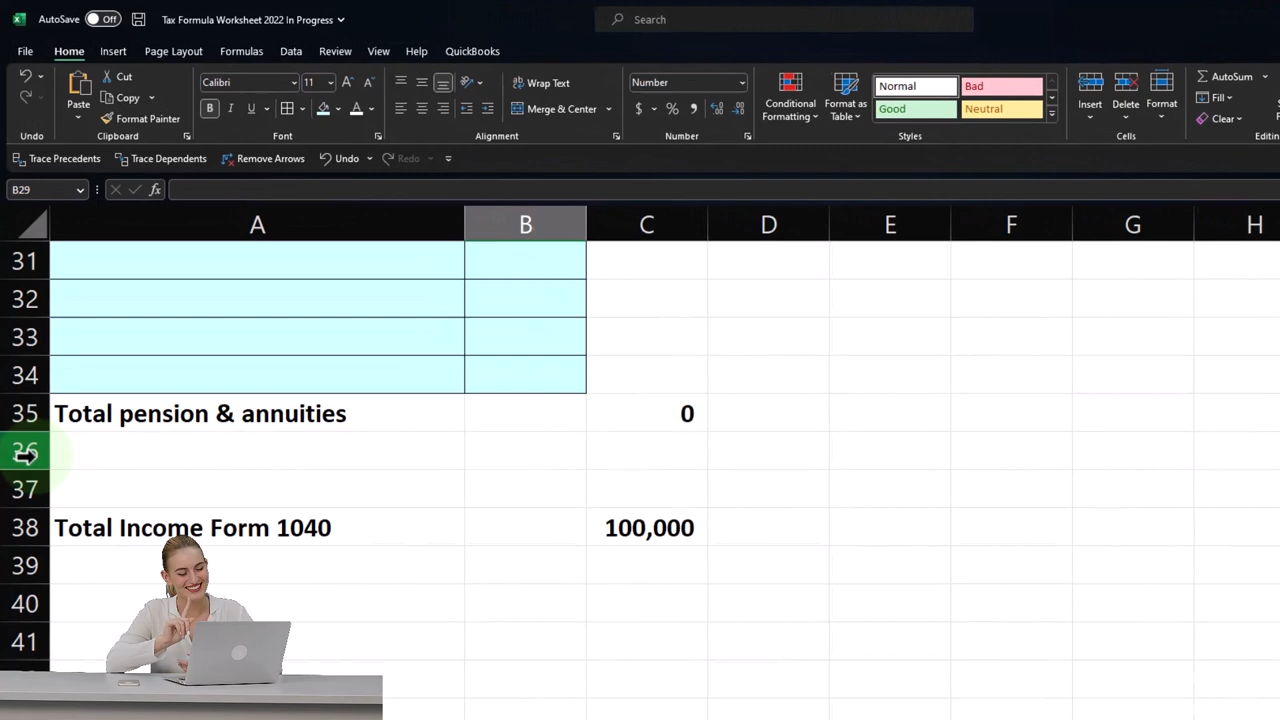 AutoSave Off Tax Formula Worksheet 2022 In Progress Search
File Home Insert Page Layout Formulas Data Review View Help QuickBooks
Paste Cut Calibri 11 Wrap Text Number Conditional Formatting Format as Table Normal Bad Insert Delete Format AutoSum
Copy B I U A Merge & Center $ % Good Neutral Fill
Format Painter Clear
Undo Clipboard Font Alignment Number Styles Cells
Trace Precedents Trace Dependents Remove Arrows Undo Redo
B29 fx
A B C D E F G H
31
32
33
34
35 Total pension & annuities 0
36
37
38 Total Income Form 1040 100,000
39
40
41